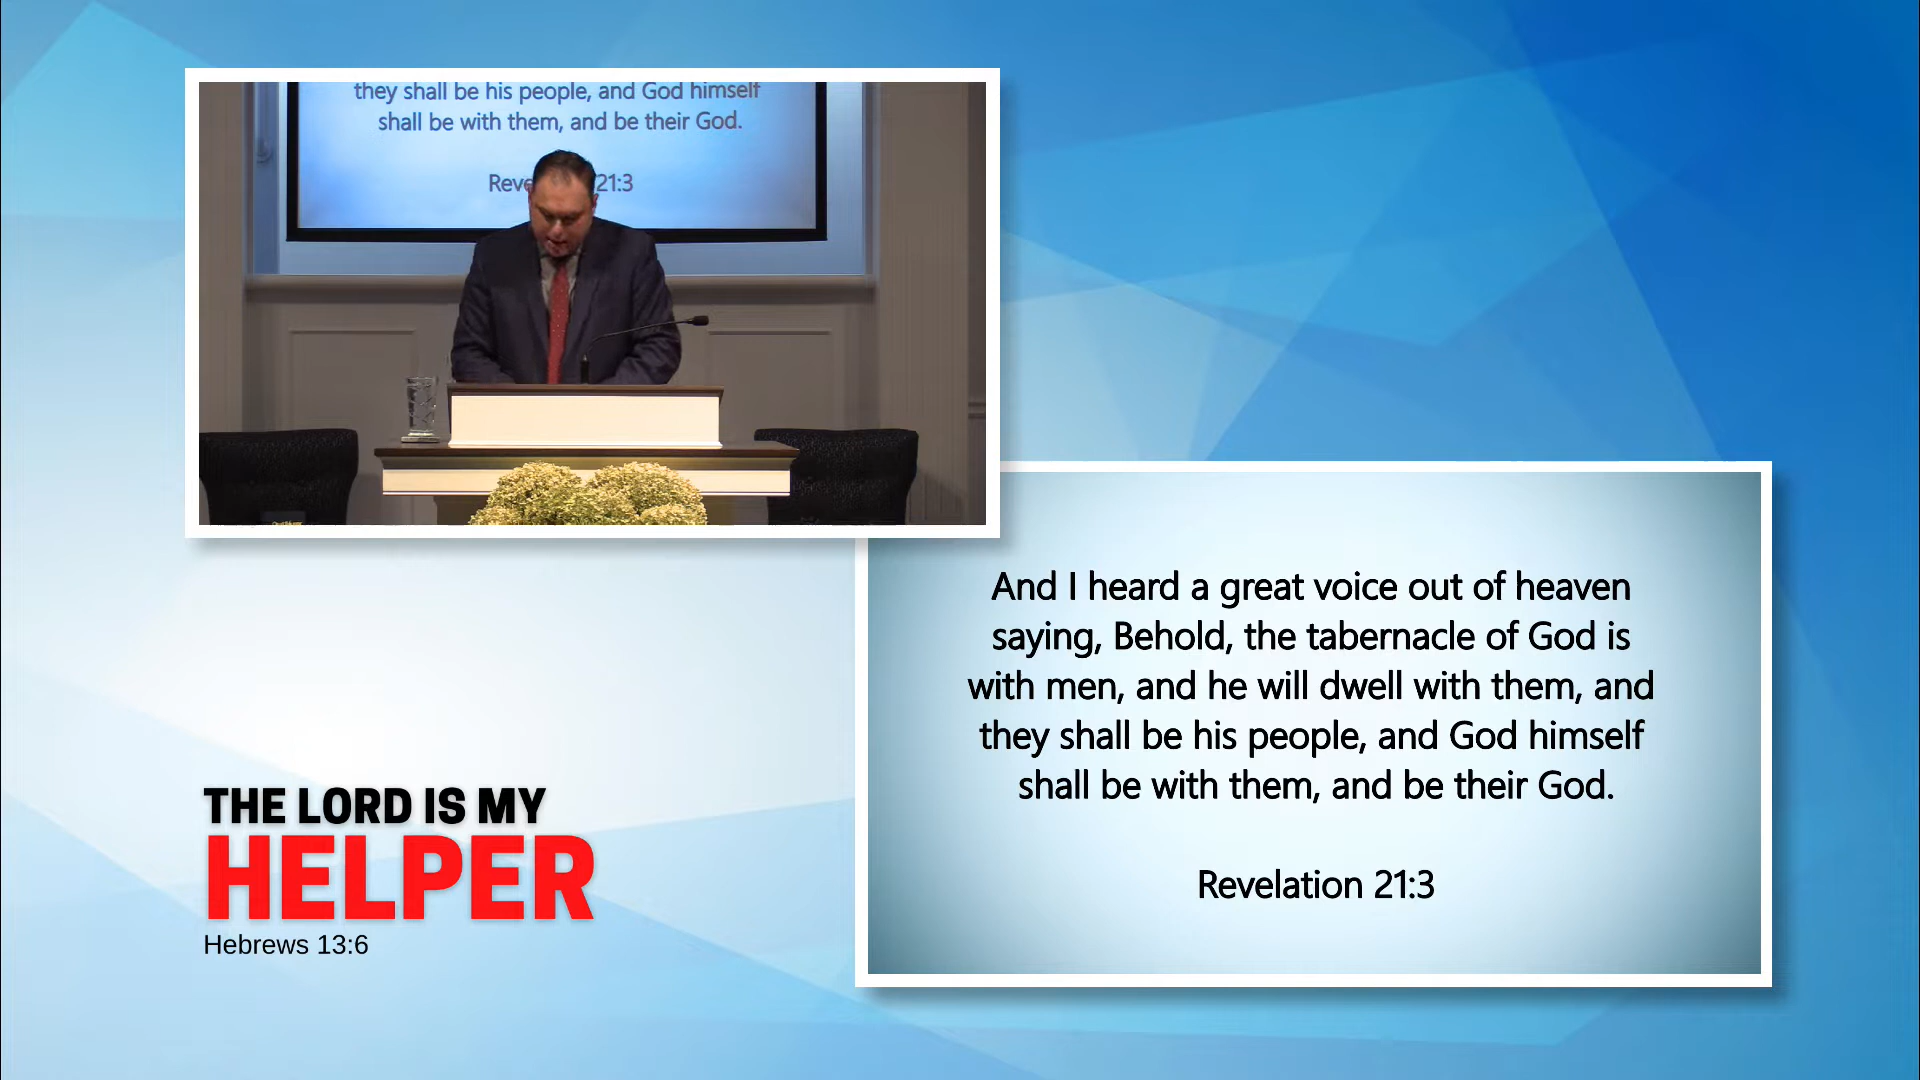 they shall be his people, and God himself
shall be with them, and be their God.
21:3
And I heard a great voice out of heaven
saying, Behold, the tabernacle of God is
with men, and he will dwell with them, and
they shall be his people, and God himself
shall be with them, and be their God.
Revelation 21:3
THE LORD IS MY
HELPER
Hebrews 13:6